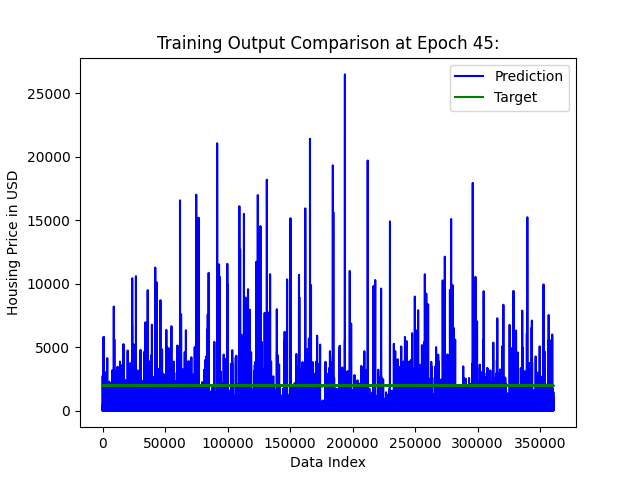 Training Output Comparison at Epoch 45:
Prediction
Target
Housing Price in USD
25000
20000
15000
10000
5000
0
0 50000 100000 150000 200000 250000 300000 350000
Data Index